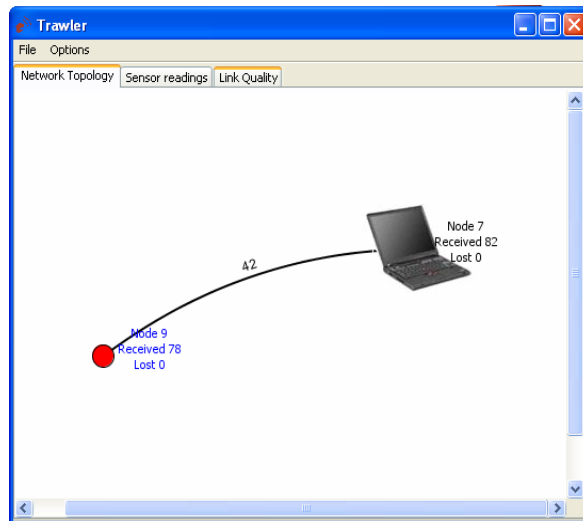 Trawler
File Options
Network Topology Sensor readings Link Quality
Node 7
Received 82
Lost 0
42
Node 9
Received 78
Lost 0